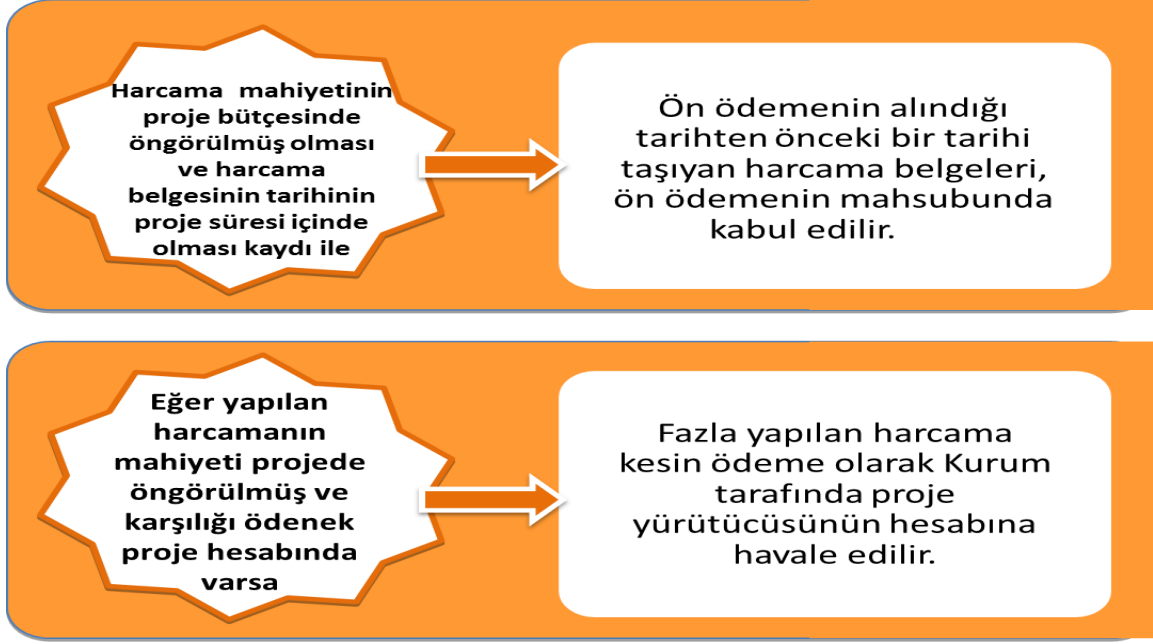 Harcama mahiyetinin
proje bütçesinde
öngörülmüş olması
ve harcama
belgesinin tarihinin
proje süresi içinde
olması kaydı ile
Ön ödemenin alındığı
tarihten önceki bir tarihi
taşıyan harcama belgeleri,
ön ödemenin mahsubunda
kabul edilir.
Eğer yapılan
harcamanın
mahiyeti projede
öngörülmüş ve
karşılığı ödenek
proje hesabında
varsa
Fazla yapılan harcama
kesin ödeme olarak Kurum
tarafında proje
yürütücüsünün hesabına
havale edilir.